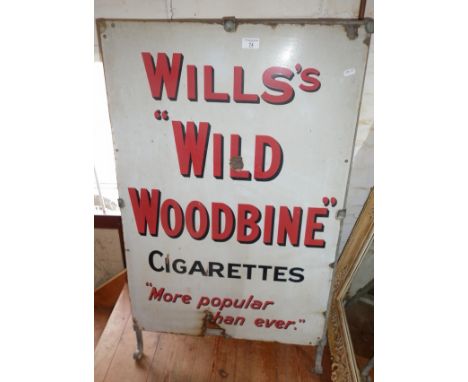 WILLS'S
"WILD
WOODBINE"
CIGARETTES
"More popular
than ever."